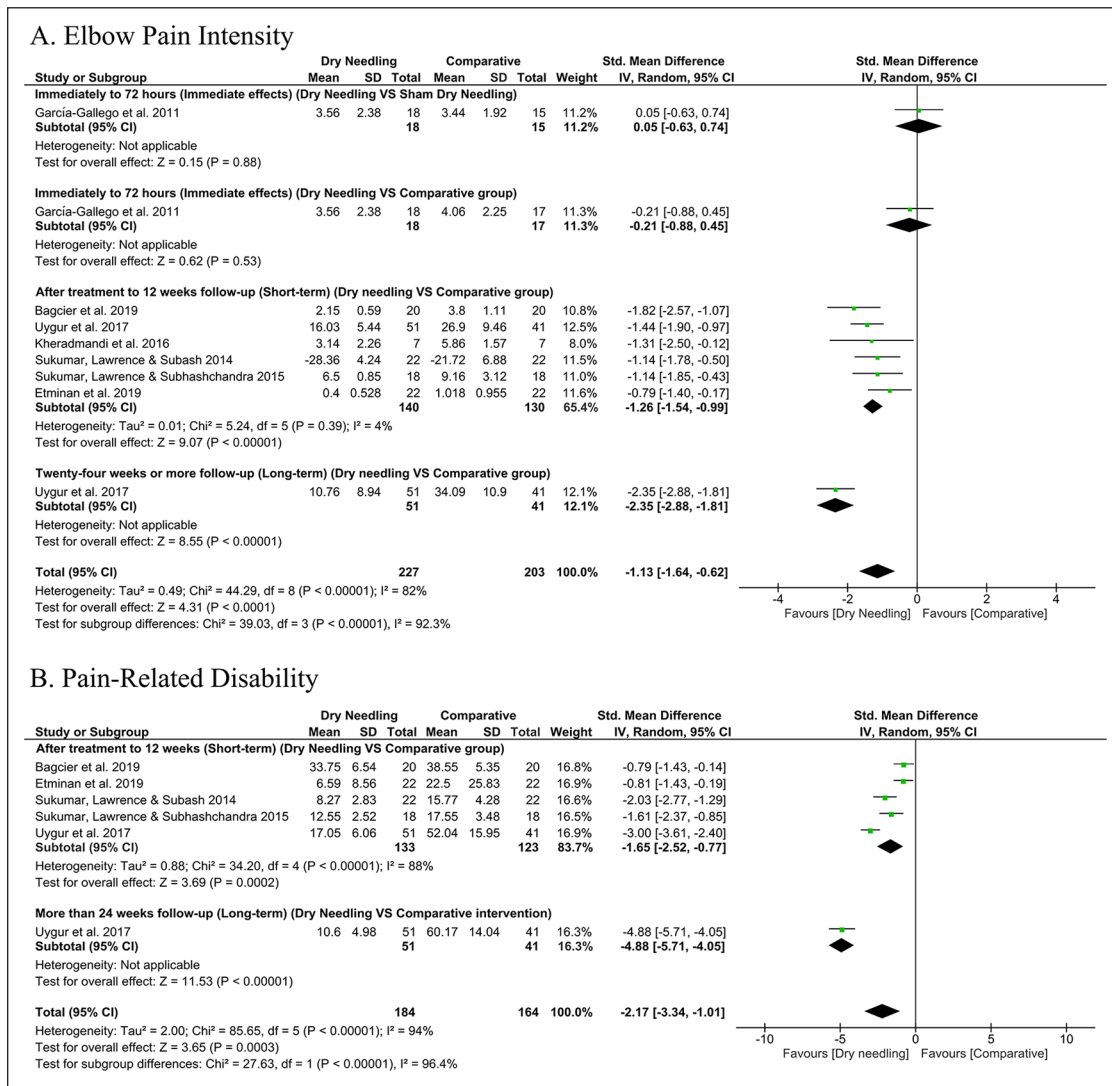 A. Elbow Pain Intensity
Dry Needling Comparative Std. Mean Difference Std. Mean Difference
Study or Subgroup Mean SD Total Mean SD Total Weight IV, Random, 95% CI IV, Random, 95% CI
Immediately to 72 hours (Immediate effects) (Dry Needling VS Sham Dry Needling)
García-Gallego et al. 2011 3.56 2.38 18 3.44 1.92 15 11.2% 0.05 [-0.63, 0.74]
Subtotal (95% CI) 18 15 11.2% 0.05 [-0.63, 0.74]
Heterogeneity: Not applicable
Test for overall effect: Z = 0.15 (P = 0.88)
Immediately to 72 hours (Immediate effects) (Dry Needling VS Comparative group)
García-Gallego et al. 2011 3.56 2.38 18 4.06 2.25 17 11.3% -0.21 [-0.88, 0.45]
Subtotal (95% CI) 18 17 11.3% -0.21 [-0.88, 0.45]
Heterogeneity: Not applicable
Test for overall effect: Z = 0.62 (P = 0.53)
After treatment to 12 weeks follow-up (Short-term) (Dry needling VS Comparative group)
Bagcier et al. 2019 2.15 0.59 20 3.8 1.11 20 10.8% -1.82 [-2.57, -1.07]
Uygur et al. 2017 16.03 5.44 51 26.9 9.46 41 12.5% -1.44 [-1.90, -0.97]
Kheradmandi et al. 2016 3.14 2.26 7 5.86 1.57 7 8.0% -1.31 [-2.50, -0.12]
Sukumar, Lawrence & Subash 2014 -28.36 4.24 22 -21.72 6.88 22 11.5% -1.14 [-1.78, -0.50]
Sukumar, Lawrence & Subhashchandra 2015 6.5 0.85 18 9.16 3.12 18 11.0% -1.14 [-1.85, -0.43]
Etminan et al. 2019 0.4 0.528 22 1.018 0.955 22 11.6% -0.79 [-1.40, -0.17]
Subtotal (95% CI) 140 130 65.4% -1.26 [-1.54, -0.99]
Heterogeneity: Tau² = 0.01; Chi² = 5.24, df = 5 (P = 0.39); I² = 4%
Test for overall effect: Z = 9.07 (P < 0.00001)
Twenty-four weeks or more follow-up (Long-term) (Dry needling VS Comparative group)
Uygur et al. 2017 10.76 8.94 51 34.09 10.9 41 12.1% -2.35 [-2.88, -1.81]
Subtotal (95% CI) 51 41 12.1% -2.35 [-2.88, -1.81]
Heterogeneity: Not applicable
Test for overall effect: Z = 8.55 (P < 0.00001)
Total (95% CI) 227 203 100.0% -1.13 [-1.64, -0.62]
Heterogeneity: Tau² = 0.49; Chi² = 44.29, df = 8 (P < 0.00001); I² = 82%
Test for overall effect: Z = 4.31 (P < 0.0001)
Test for subgroup differences: Chi² = 39.03, df = 3 (P < 0.00001), I² = 92.3%
-4 -2 0 2 4
Favours [Dry Needling] Favours [Comparative]
B. Pain-Related Disability
Dry Needling Comparative Std. Mean Difference Std. Mean Difference
Study or Subgroup Mean SD Total Mean SD Total Weight IV, Random, 95% CI IV, Random, 95% CI
After treatment to 12 weeks (Short-term) (Dry Needling VS Comparative group)
Bagcier et al. 2019 33.75 6.54 20 38.55 5.35 20 16.8% -0.79 [-1.43, -0.14]
Etminan et al. 2019 6.59 8.56 22 22.5 25.83 22 16.9% -0.81 [-1.43, -0.19]
Sukumar, Lawrence & Subash 2014 8.27 2.83 22 15.77 4.28 22 16.6% -2.03 [-2.77, -1.29]
Sukumar, Lawrence & Subhashchandra 2015 12.55 2.52 18 17.55 3.48 18 16.5% -1.61 [-2.37, -0.85]
Uygur et al. 2017 17.05 6.06 51 52.04 15.95 41 16.9% -3.00 [-3.61, -2.40]
Subtotal (95% CI) 133 123 83.7% -1.65 [-2.52, -0.77]
Heterogeneity: Tau² = 0.88; Chi² = 34.20, df = 4 (P < 0.00001); I² = 88%
Test for overall effect: Z = 3.69 (P = 0.0002)
More than 24 weeks follow-up (Long-term) (Dry Needling VS Comparative intervention)
Uygur et al. 2017 10.6 4.98 51 60.17 14.04 41 16.3% -4.88 [-5.71, -4.05]
Subtotal (95% CI) 51 41 16.3% -4.88 [-5.71, -4.05]
Heterogeneity: Not applicable
Test for overall effect: Z = 11.53 (P < 0.00001)
Total (95% CI) 184 164 100.0% -2.17 [-3.34, -1.01]
Heterogeneity: Tau² = 2.00; Chi² = 85.65, df = 5 (P < 0.00001); I² = 94%
Test for overall effect: Z = 3.65 (P = 0.0003)
Test for subgroup differences: Chi² = 27.63, df = 1 (P < 0.00001), I² = 96.4%
-10 -5 0 5 10
Favours [Dry needling] Favours [Comparative]